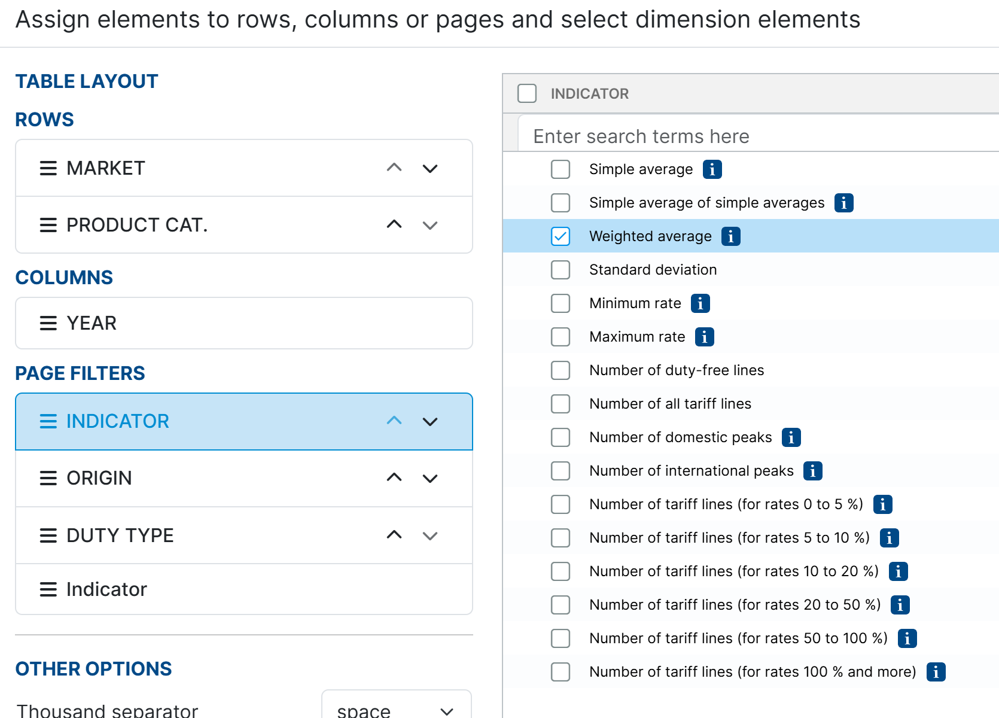 Assign elements to rows, columns or pages and select dimension elements
TABLE LAYOUT
ROWS
MARKET
PRODUCT CAT.
COLUMNS
YEAR
PAGE FILTERS
INDICATOR
ORIGIN
DUTY TYPE
Indicator
OTHER OPTIONS
Thousand separator
space
INDICATOR
Enter search terms here
Simple average i
Simple average of simple averages i
Weighted average i
Standard deviation
Minimum rate i
Maximum rate i
Number of duty-free lines
Number of all tariff lines
Number of domestic peaks i
Number of international peaks i
Number of tariff lines (for rates 0 to 5 %) i
Number of tariff lines (for rates 5 to 10 %) i
Number of tariff lines (for rates 10 to 20 %) i
Number of tariff lines (for rates 20 to 50 %) i
Number of tariff lines (for rates 50 to 100 %) i
Number of tariff lines (for rates 100 % and more) i